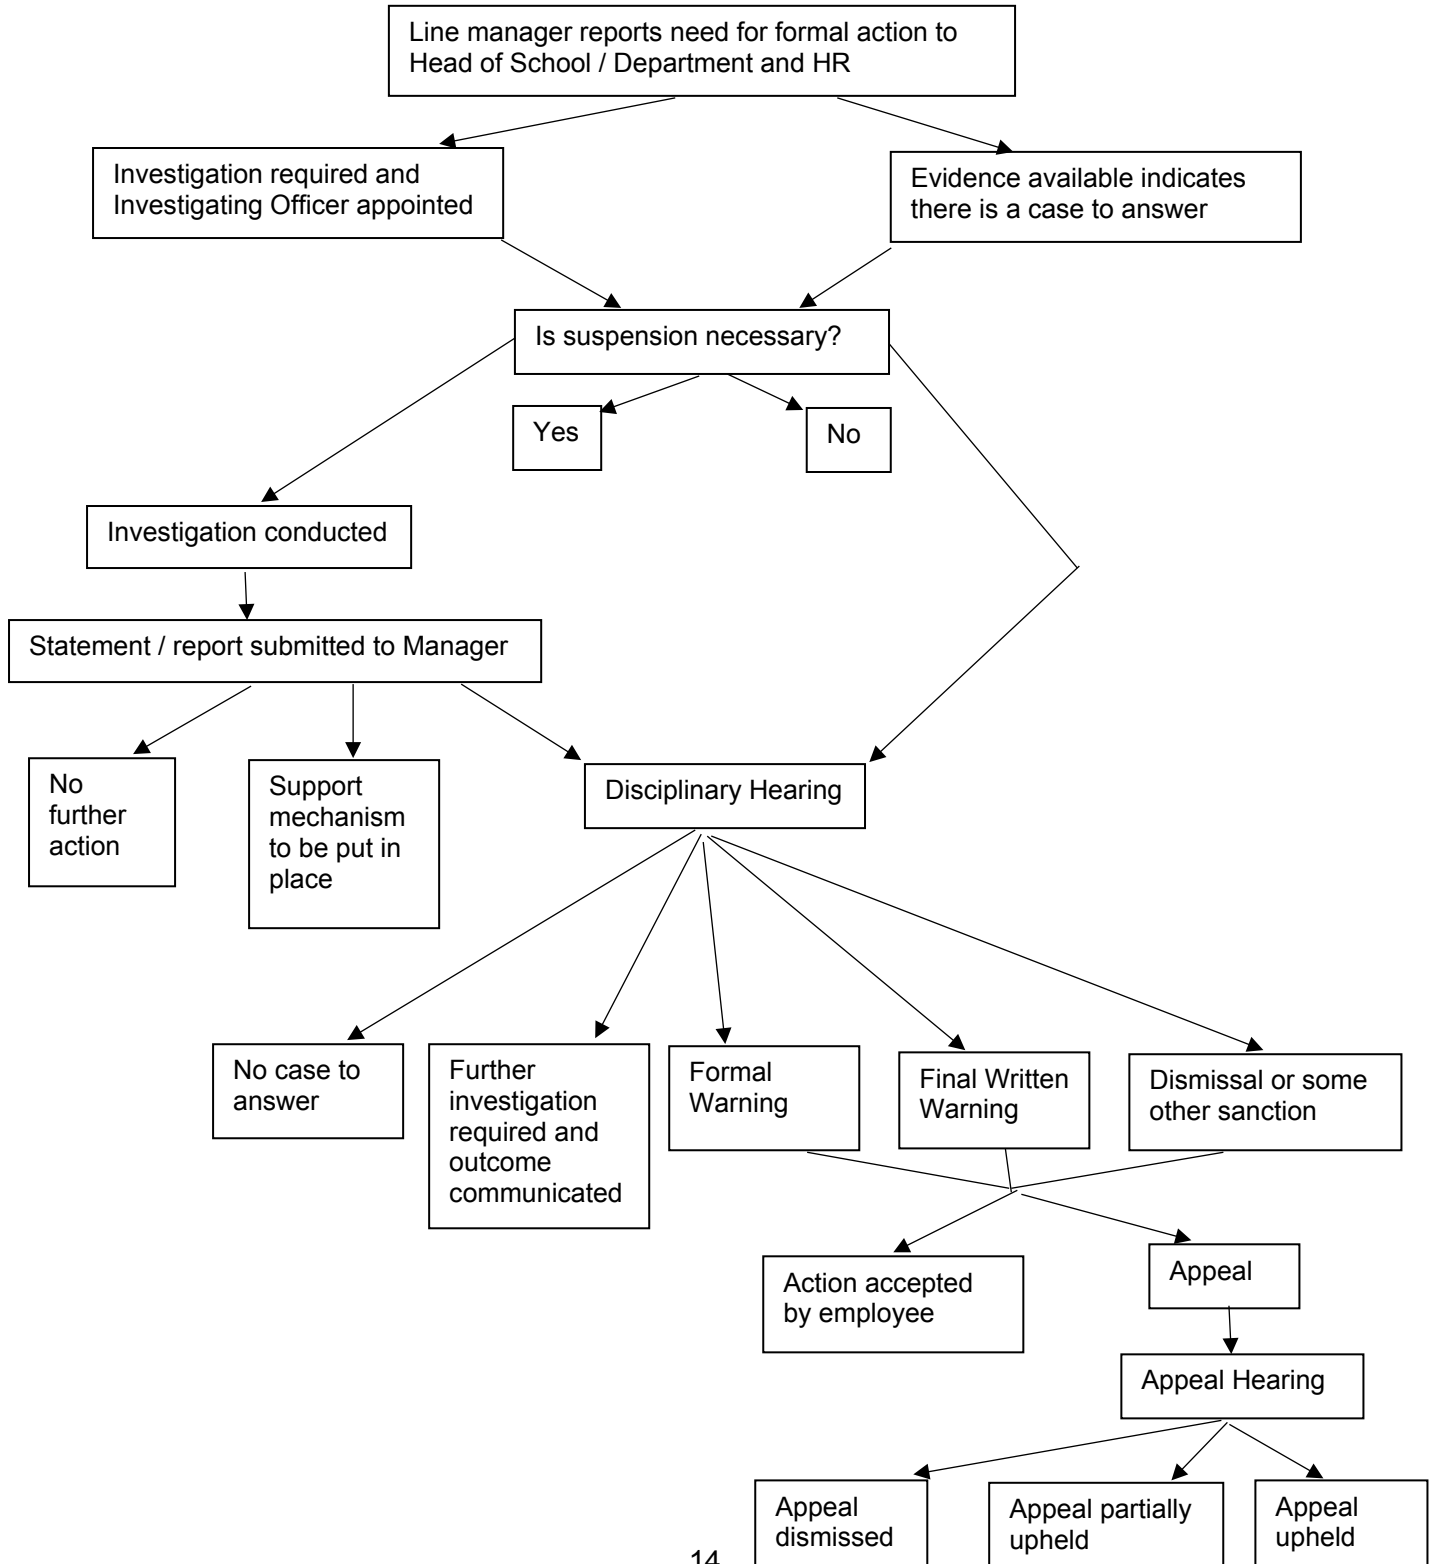 Line manager reports need for formal action to
Head of School / Department and HR
Investigation required and
Investigating Officer appointed
Evidence available indicates
there is a case to answer
Is suspension necessary?
Yes
No
Investigation conducted
Statement / report submitted to Manager
No
further
action
Support
mechanism
to be put in
place
Disciplinary Hearing
No case to
answer
Further
investigation
required and
outcome
communicated
Formal
Warning
Final Written
Warning
Dismissal or some
other sanction
Action accepted
by employee
Appeal
Appeal Hearing
Appeal
dismissed
Appeal partially
upheld
Appeal
upheld
14